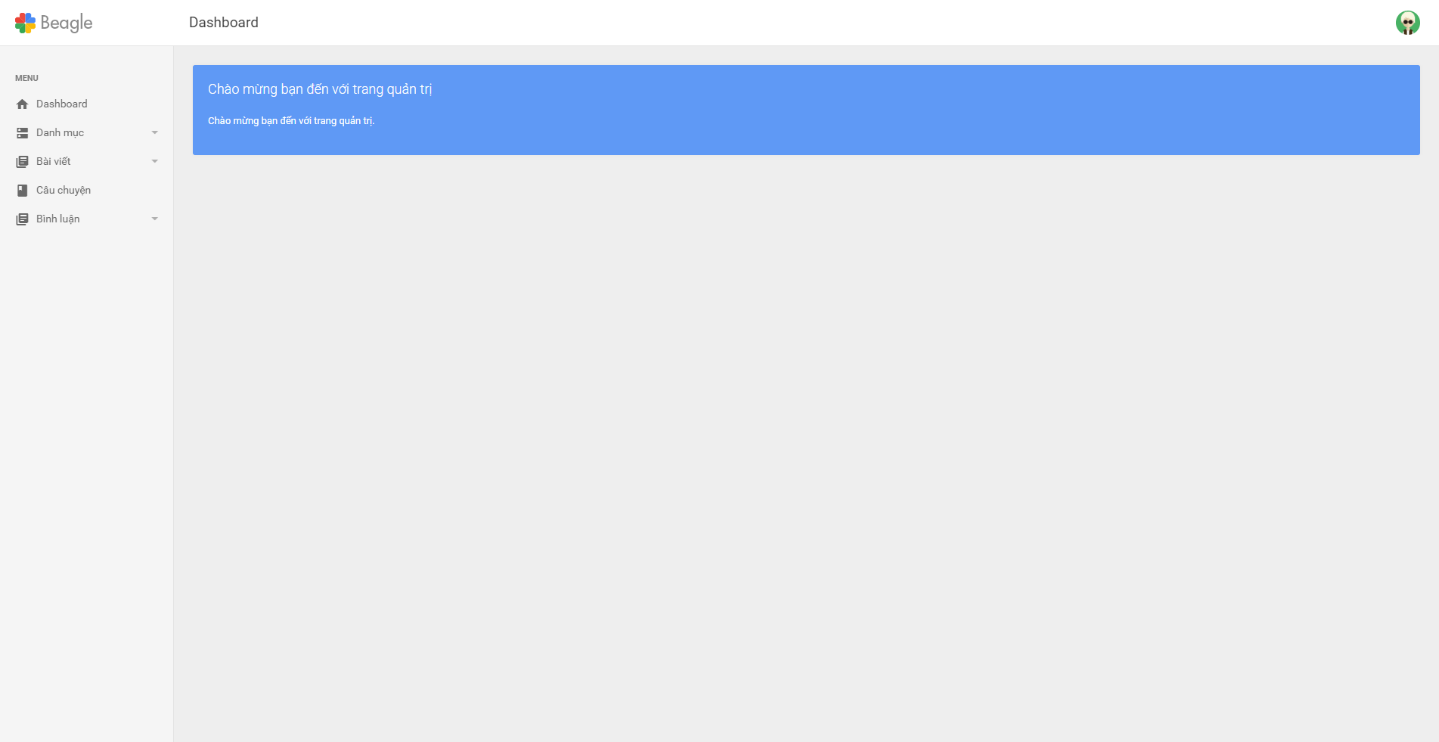 Beagle
Dashboard
MENU
Dashboard
Danh mục
Bài viết
Câu chuyện
Bình luận
Chào mừng bạn đến với trang quản trị
Chào mừng bạn đến với trang quản trị.